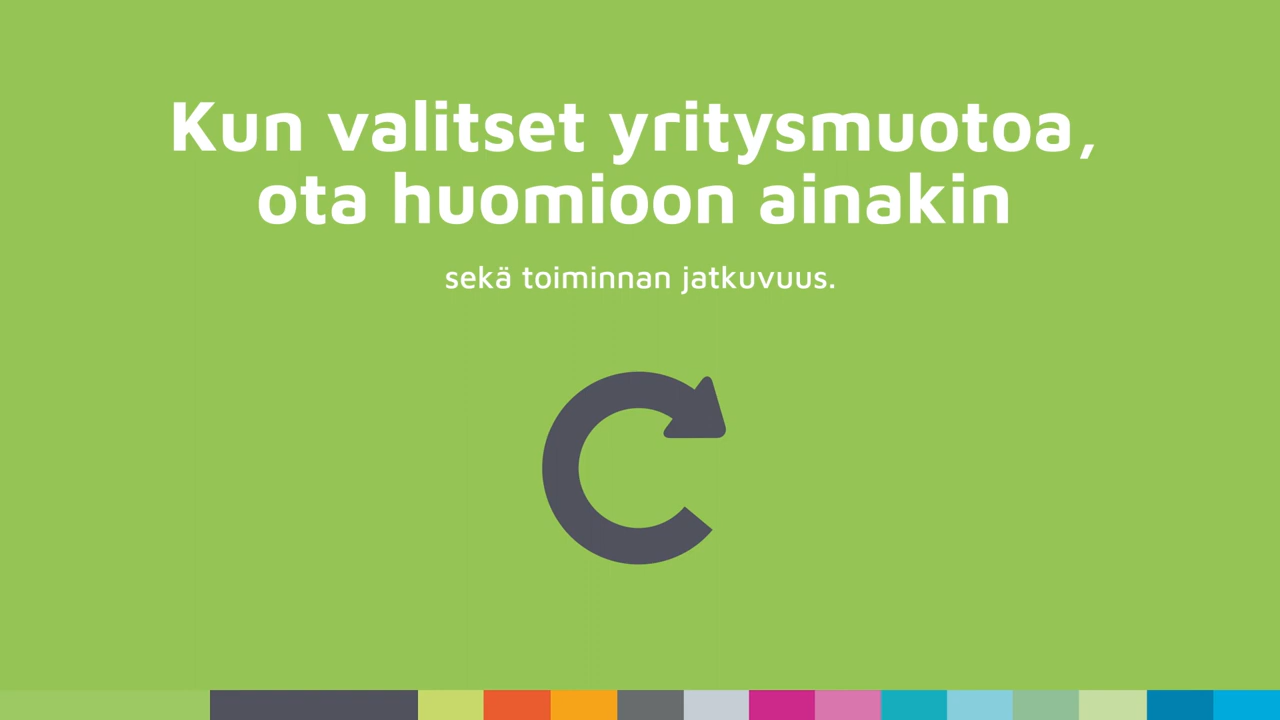 Kun valitset yritysmuotoa,
ota huomioon ainakin
sekä toiminnan jatkuvuus.